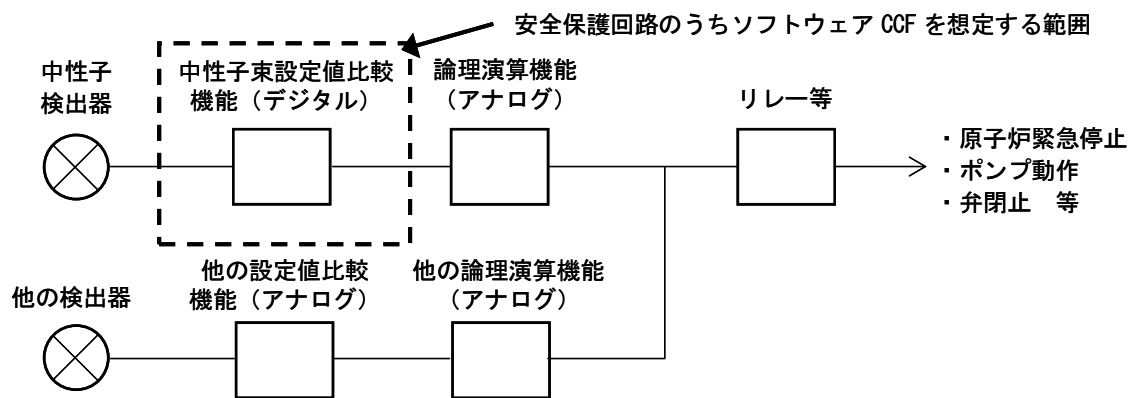 安全保護回路のうちソフトウェア CCF を想定する範囲
中性子
検出器
中性子束設定値比較
機能（デジタル）
論理演算機能
（アナログ）
リレー等
・原子炉緊急停止
・ポンプ動作
・弁閉止　等
他の検出器
他の設定値比較
機能（アナログ）
他の論理演算機能
（アナログ）